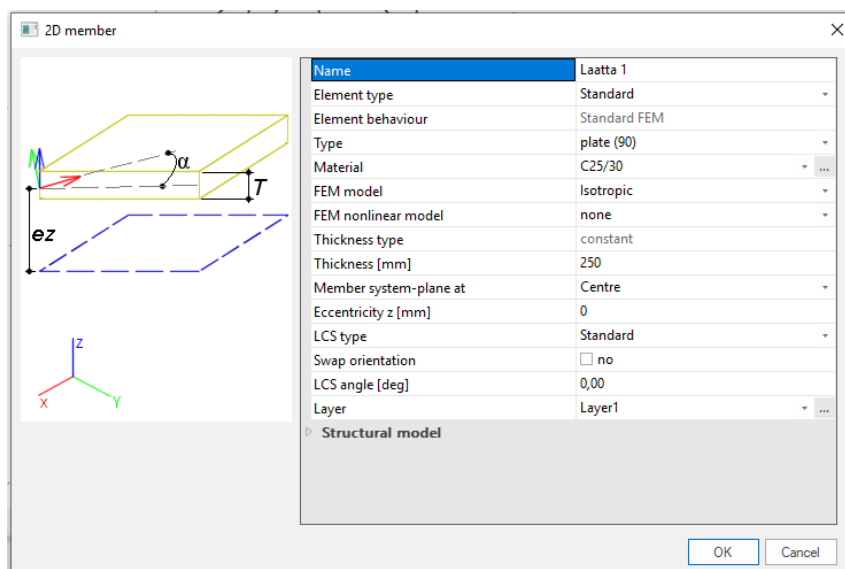 2D member
α
T
ez
Z
X
Y
Name Laatta 1
Element type Standard
Element behaviour Standard FEM
Type plate (90)
Material C25/30 ...
FEM model Isotropic
FEM nonlinear model none
Thickness type constant
Thickness [mm] 250
Member system-plane at Centre
Eccentricity z [mm] 0
LCS type Standard
Swap orientation no
LCS angle [deg] 0,00
Layer Layer1 ...
Structural model
OK Cancel